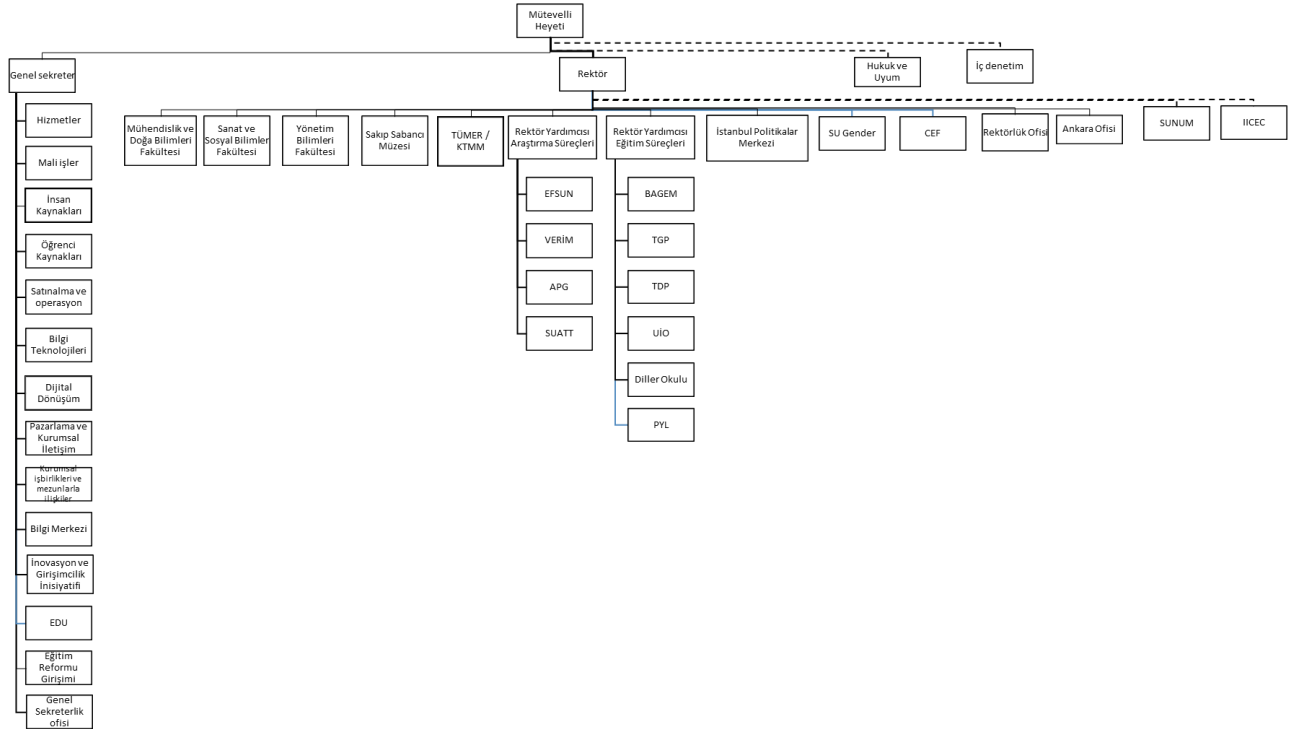 Mütevelli
Heyeti
Genel sekreter
Rektör
Hukuk ve
Uyum
İç denetim
Hizmetler
Mali işler
İnsan
Kaynakları
Öğrenci
Kaynakları
Satınalma ve
operasyon
Bilgi
Teknolojileri
Dijital
Dönüşüm
Pazarlama ve
Kurumsal
İletişim
Kurumsal
işbirlikleri ve
mezunlarla
ilişkiler
Bilgi Merkezi
İnovasyon ve
Girişimcilik
İnisiyatifi
EDU
Eğitim
Reformu
Girişimi
Genel
Sekreterlik
ofisi
Mühendislik ve
Doğa Bilimleri
Fakültesi
Sanat ve
Sosyal Bilimler
Fakültesi
Yönetim
Bilimleri
Fakültesi
Sakıp Sabancı
Müzesi
TÜMER /
KTMM
Rektör Yardımcısı
Araştırma Süreçleri
EFSUN
VERİM
APG
SUATT
Rektör Yardımcısı
Eğitim Süreçleri
BAGEM
TGP
TDP
UİO
Diller Okulu
PYL
İstanbul Politikalar
Merkezi
SU Gender
CEF
Rektörlük Ofisi
Ankara Ofisi
SUNUM
IICEC